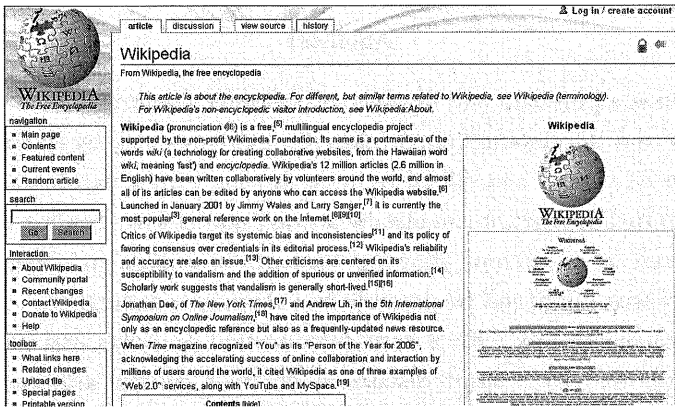 Log in / create account
article
discussion
view source
history
WIKIPEDIA
The Free Encyclopedia
navigation
Main page
Contents
Featured content
Current events
Random article
search
Go
Search
Interaction
About Wikipedia
Community portal
Recent changes
Contact Wikipedia
Donate to Wikipedia
Help
toolbox
What links here
Related changes
Upload file
Special pages
Printable version
Wikipedia
From Wikipedia, the free encyclopedia
This article is about the encyclopedia. For different, but similar terms related to Wikipedia, see Wikipedia (terminology).
For Wikipedia's non-encyclopedic visitor introduction, see Wikipedia:About.
Wikipedia (pronunciation) is a free,[5] multilingual encyclopedia project
supported by the non-profit Wikimedia Foundation. Its name is a portmanteau of the
words wiki (a technology for creating collaborative websites, from the Hawaiian word
wiki, meaning 'fast') and encyclopedia. Wikipedia's 12 million articles (2.6 million in
English) have been written collaboratively by volunteers around the world, and almost
all of its articles can be edited by anyone who can access the Wikipedia website.[6]
Launched in January 2001 by Jimmy Wales and Larry Sanger,[7] it is currently the
most popular[3] general reference work on the Internet.[8][9][10]
Critics of Wikipedia target its systemic bias and inconsistencies[11] and its policy of
favoring consensus over credentials in its editorial process.[12] Wikipedia's reliability
and accuracy are also an issue.[13] Other criticisms are centered on its
susceptibility to vandalism and the addition of spurious or unverified information.[14]
Scholarly work suggests that vandalism is generally short-lived.[15][16]
Jonathan Dee, of The New York Times,[17] and Andrew Lih, in the 5th International
Symposium on Online Journalism,[18] have cited the importance of Wikipedia not
only as an encyclopedic reference but also as a frequently-updated news resource.
When Time magazine recognized "You" as its "Person of the Year for 2006",
acknowledging the accelerating success of online collaboration and interaction by
millions of users around the world, it cited Wikipedia as one of three examples of
"Web 2.0" services, along with YouTube and MySpace.[19]
Contents [hide]
Wikipedia
WIKIPEDIA
The Free Encyclopedia
WIKIPEDIA